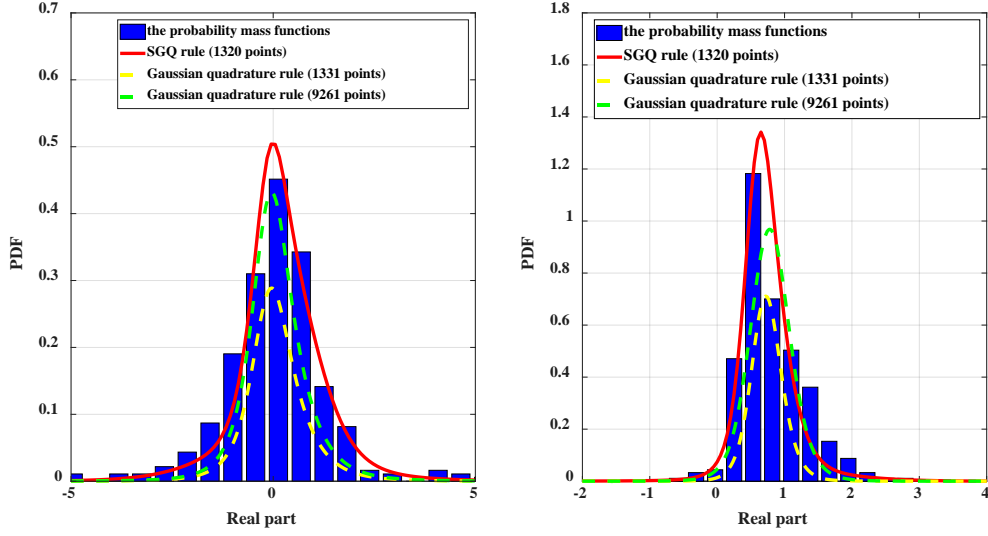 0.7
0.6
0.5
0.4
0.3
0.2
0.1
0
-5
0
5
PDF
Real part
the probability mass functions
SGQ rule (1320 points)
Gaussian quadrature rule (1331 points)
Gaussian quadrature rule (9261 points)
1.8
1.6
1.4
1.2
1
0.8
0.6
0.4
0.2
0
-2
-1
0
1
2
3
4
PDF
Real part
the probability mass functions
SGQ rule (1320 points)
Gaussian quadrature rule (1331 points)
Gaussian quadrature rule (9261 points)